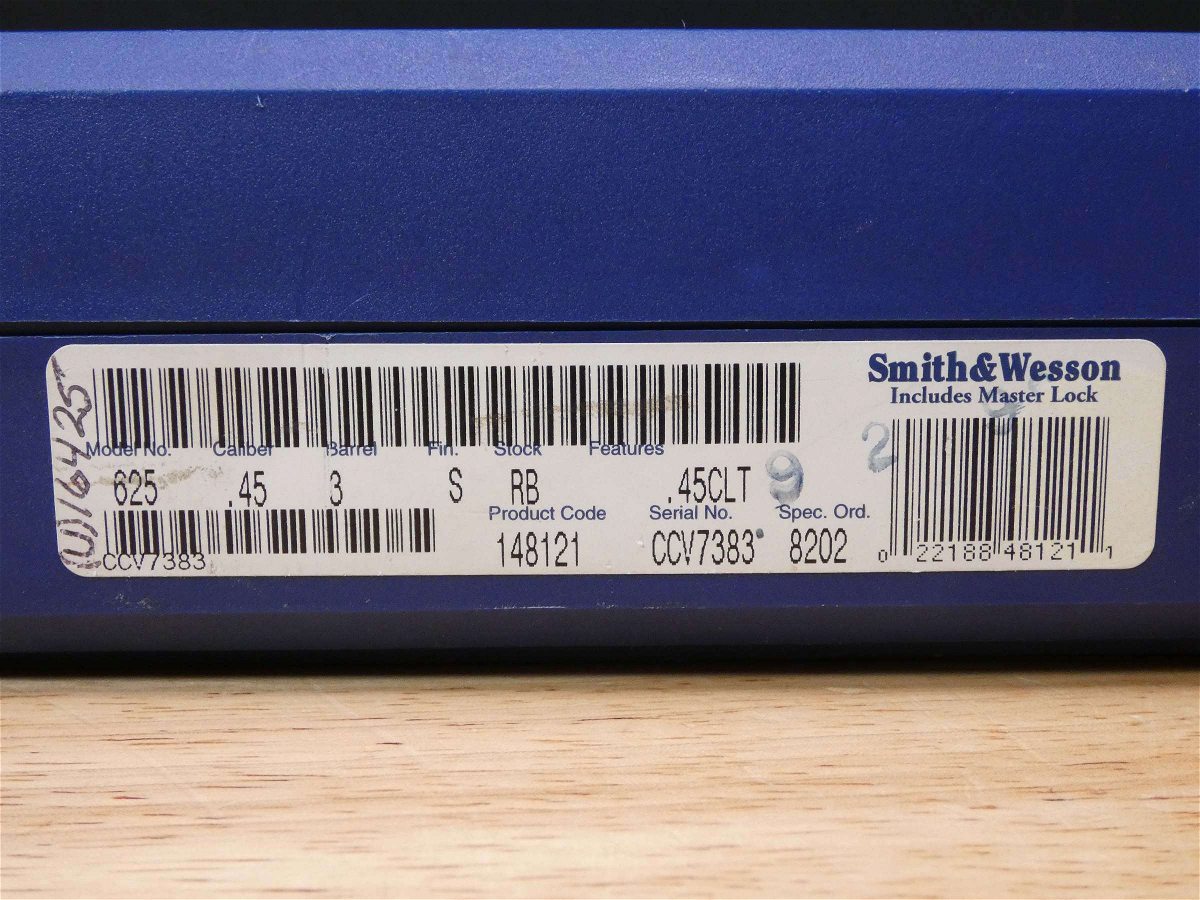 (U)164425
Smith&Wesson
Includes Master Lock
Model No. Caliber Barrel Fin. Stock Features
625 .45 3 S RB .45CLT 9 2
Product Code Serial No. Spec. Ord.
148121 CCV7383 8202
CCV7383
0 22188 48121 1